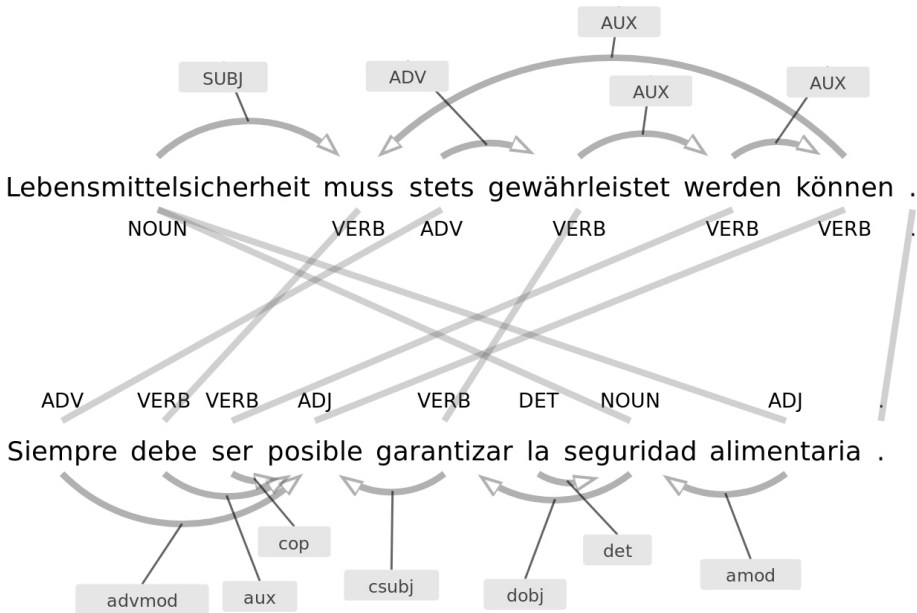 AUX
SUBJ ADV AUX AUX
Lebensmittelsicherheit muss stets gewährleistet werden können .
NOUN VERB ADV VERB VERB VERB .
ADV VERB VERB ADJ VERB DET NOUN ADJ .
Siempre debe ser posible garantizar la seguridad alimentaria .
cop det
advmod aux csubj dobj amod